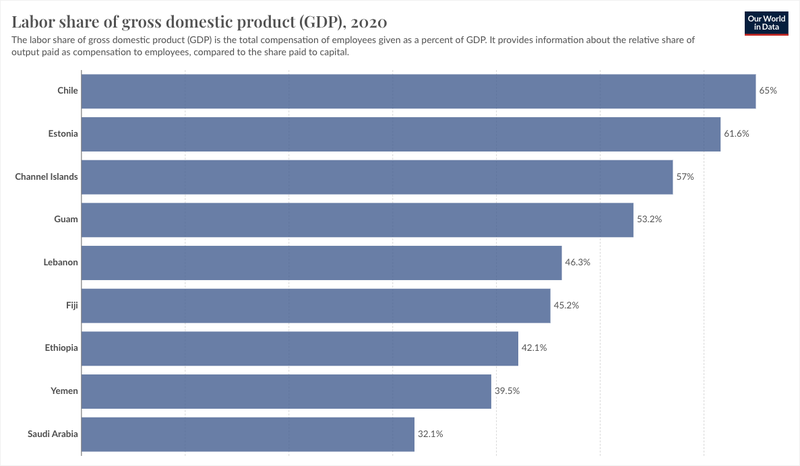 Labor share of gross domestic product (GDP), 2020
Our World
in Data
The labor share of gross domestic product (GDP) is the total compensation of employees given as a percent of GDP. It provides information about the relative share of
output paid as compensation to employees, compared to the share paid to capital.
Chile 65%
Estonia 61.6%
Channel Islands 57%
Guam 53.2%
Lebanon 46.3%
Fiji 45.2%
Ethiopia 42.1%
Yemen 39.5%
Saudi Arabia 32.1%